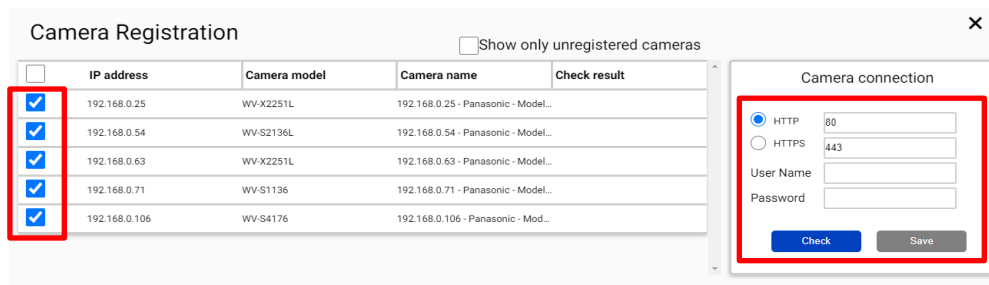 Camera Registration
Show only unregistered cameras
IP address Camera model Camera name Check result
192.168.0.25 WV-X2251L 192.168.0.25 - Panasonic - Model...
192.168.0.54 WV-S2136L 192.168.0.54 - Panasonic - Model...
192.168.0.63 WV-X2251L 192.168.0.63 - Panasonic - Model...
192.168.0.71 WV-S1136 192.168.0.71 - Panasonic - Model...
192.168.0.106 WV-S4176 192.168.0.106 - Panasonic - Mod...
Camera connection
HTTP 80
HTTPS 443
User Name
Password
Check Save